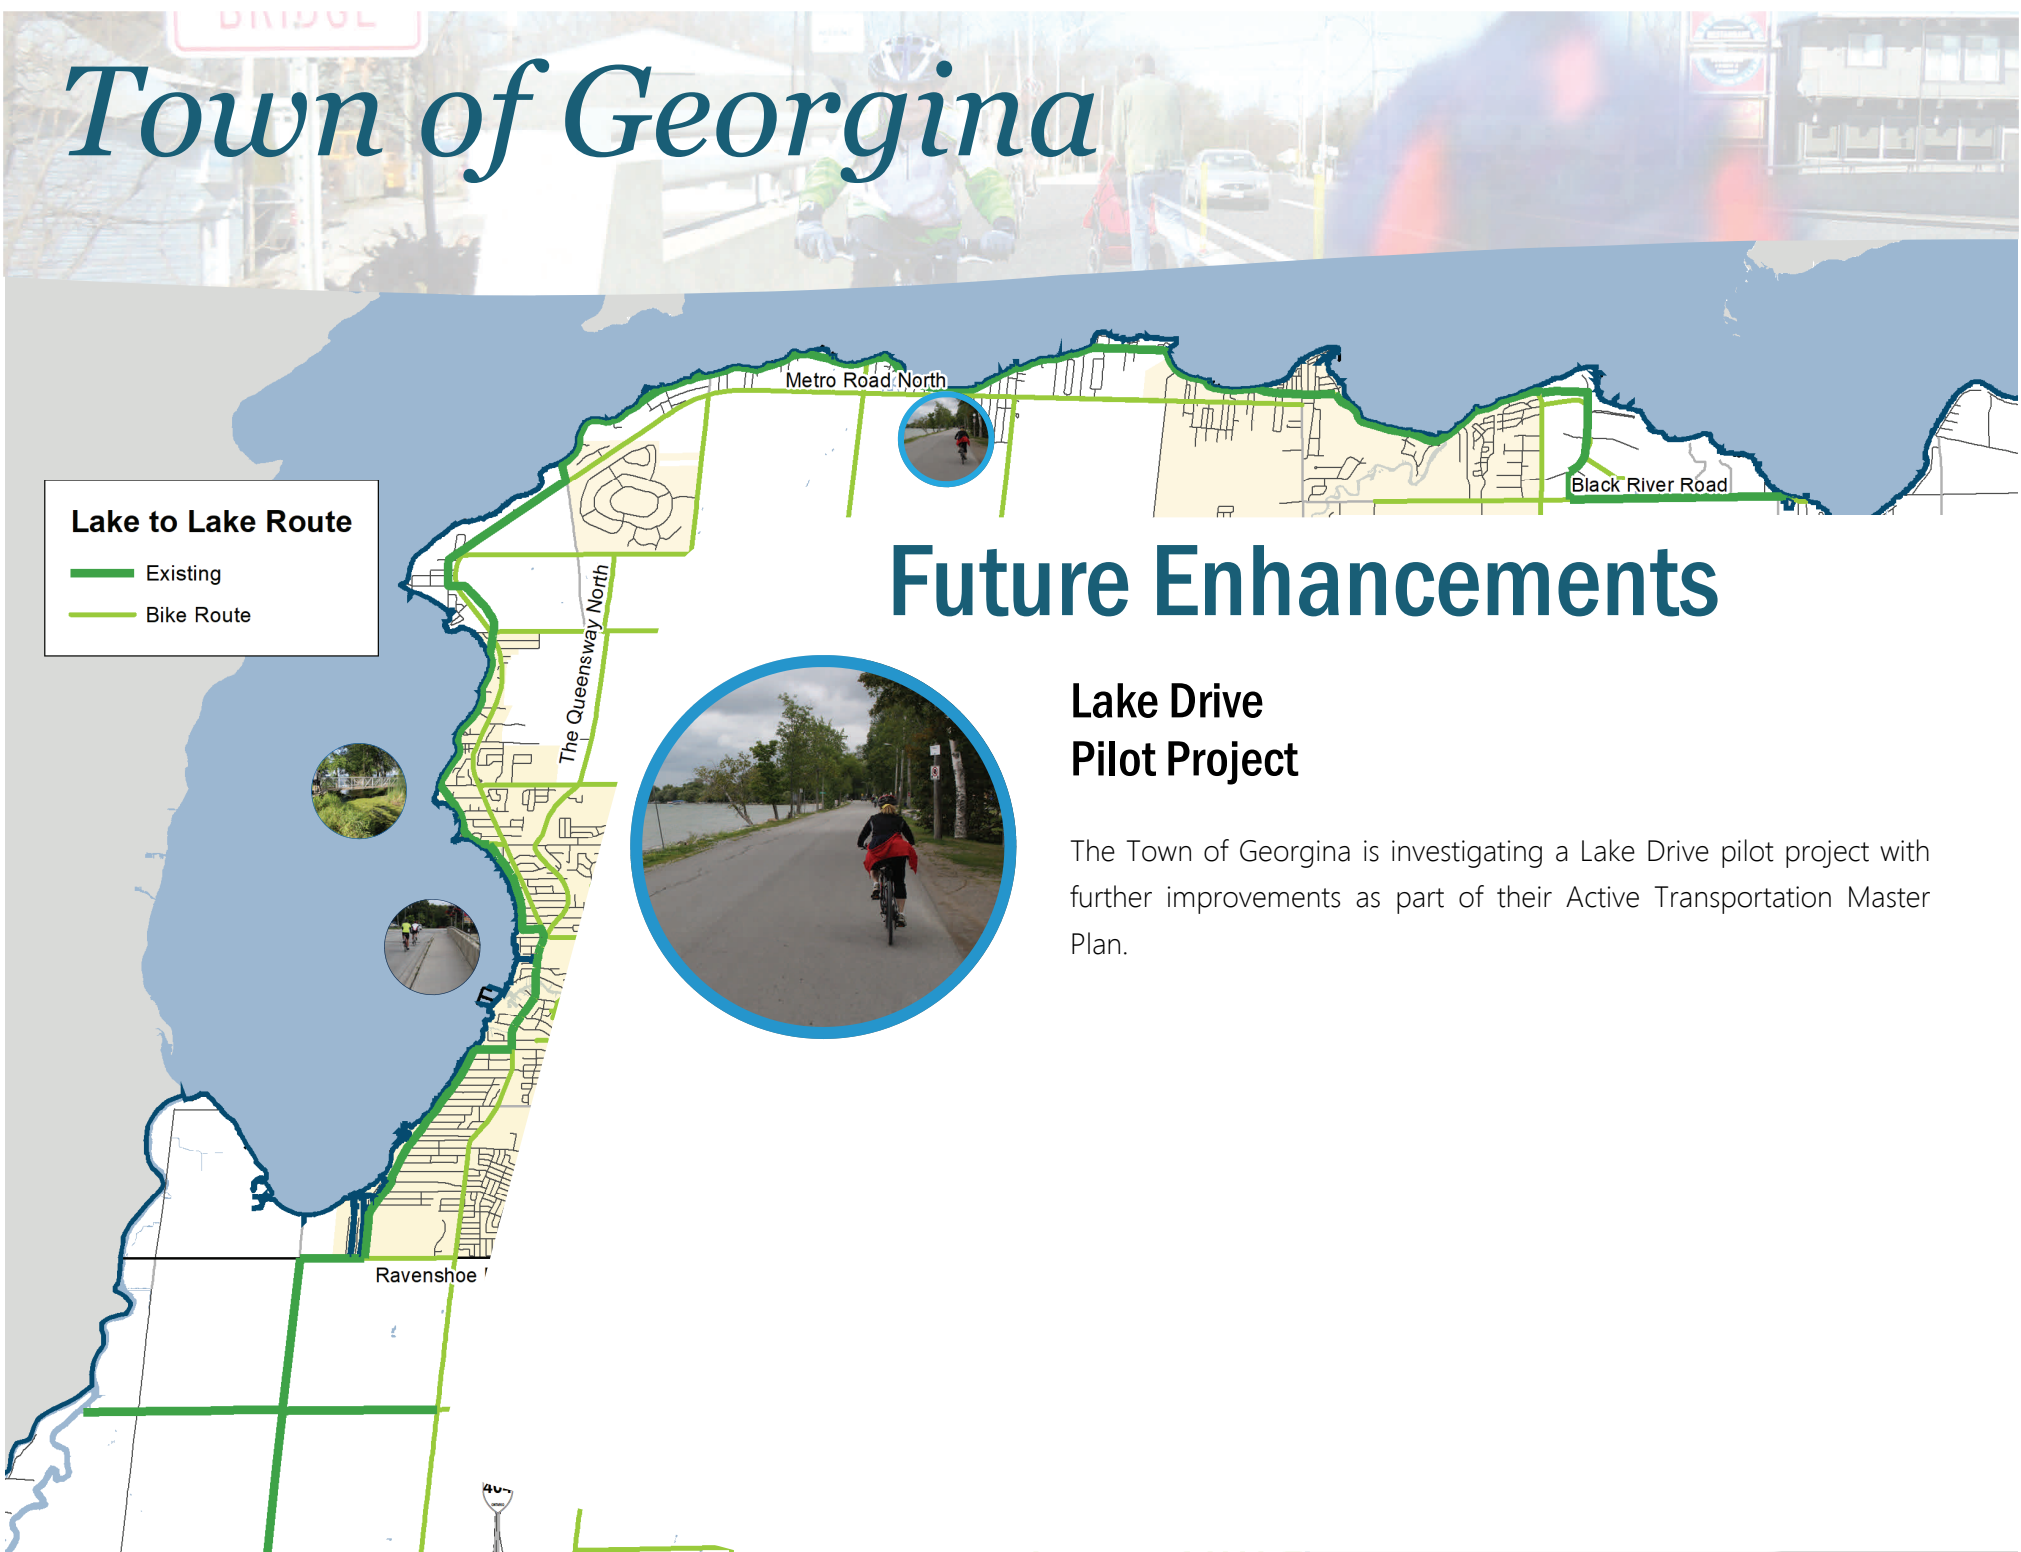 BRIDGE
Town of Georgina
Metro Road North
Black River Road
Lake to Lake Route
Existing
Bike Route
The Queensway North
Future Enhancements
Lake Drive
Pilot Project
The Town of Georgina is investigating a Lake Drive pilot project with
further improvements as part of their Active Transportation Master
Plan.
Ravenshoe
404